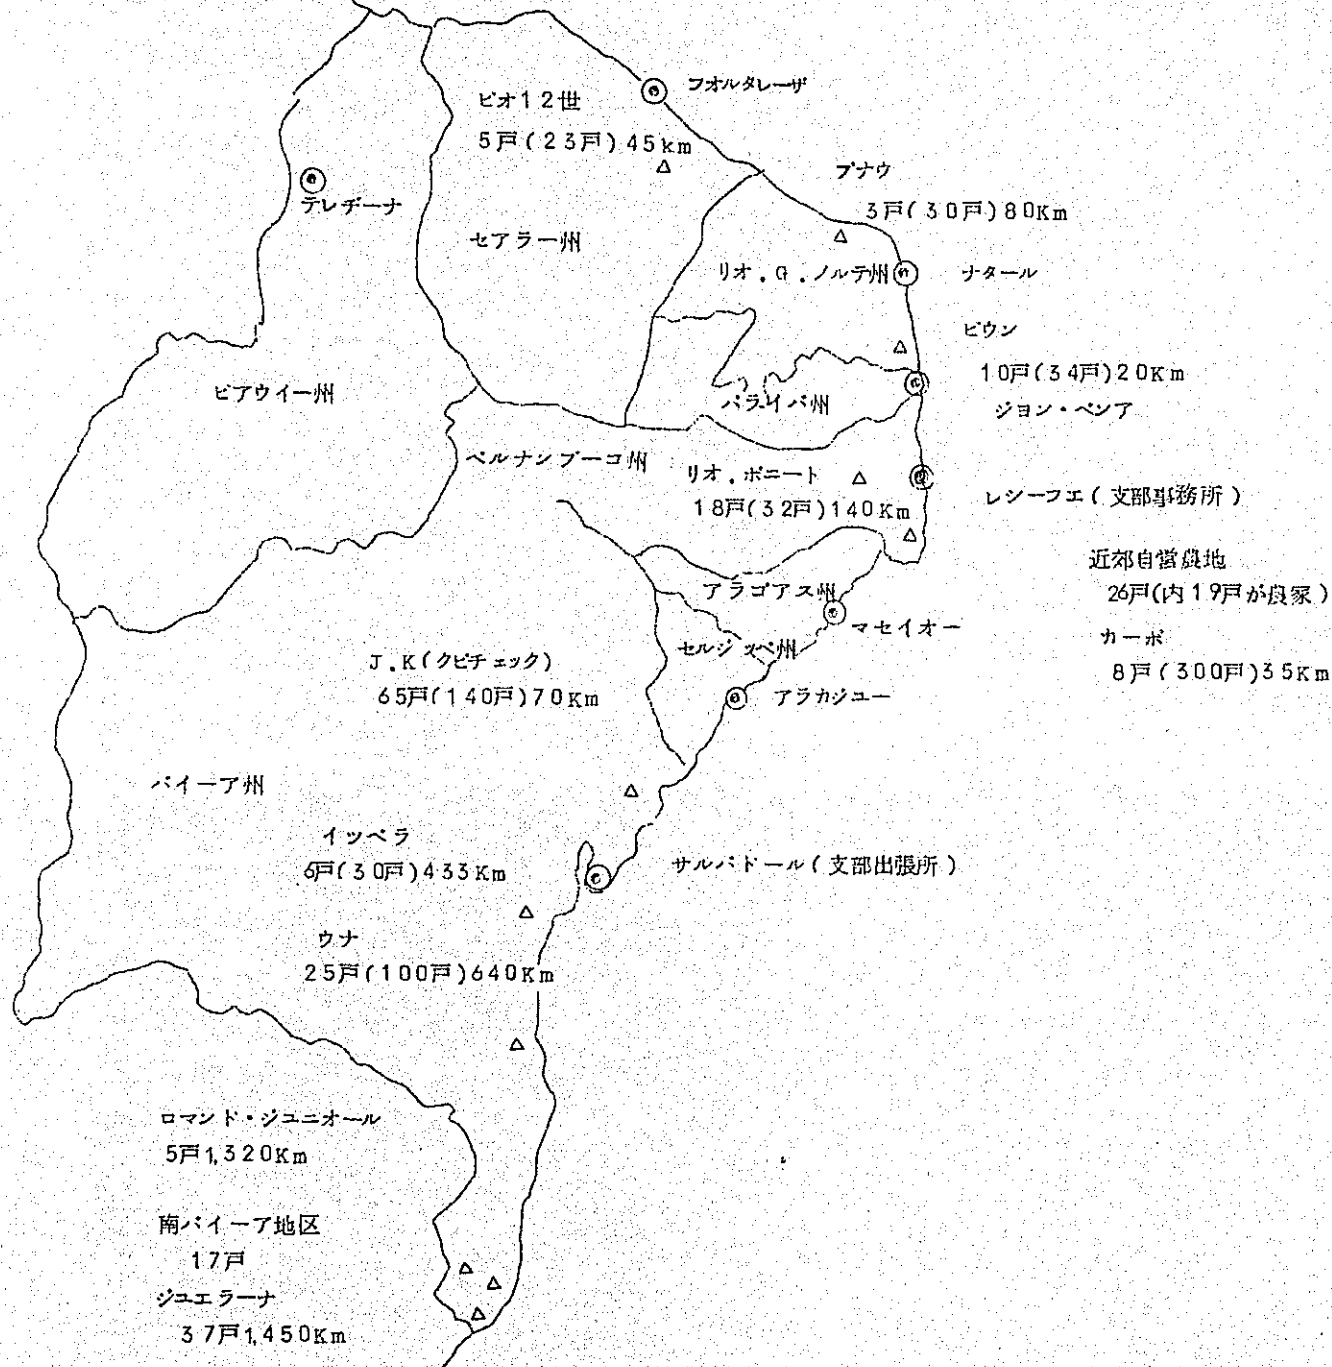 フオルタレーザ
ピオ12世
5戸(23戸)45km
テレヂーナ
セアラー州
プナウ
3戸(30戸)80Km
リオ.G.ノルテ州
ナタール
ピウン
10戸(34戸)20Km
ジョン・ペソア
ピアウイー州
パライバ州
ペルナンブーコ州
リオ.ボニート
18戸(32戸)140Km
レシーフエ(支部事務所)
近郊自営農地
26戸(内19戸が農家)
カーボ
8戸(300戸)35Km
アラゴアス州
マセイオー
セルジッペ州
アラカジユー
J.K(クビチェック)
65戸(140戸)70Km
バイーア州
イツペラ
6戸(30戸)433Km
サルバドール(支部出張所)
ウナ
25戸(100戸)640Km
ロマンド・ジユニオール
5戸1,320Km
南バイーア地区
17戸
ジユエラーナ
37戸1,450Km